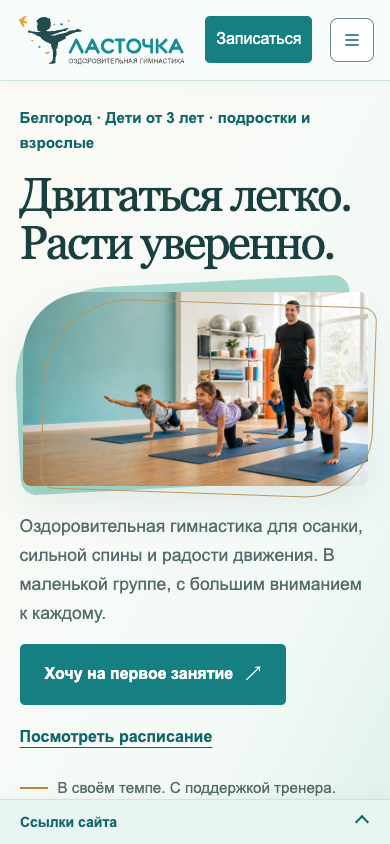 ЛАСТОЧКА
ОЗДОРОВИТЕЛЬНАЯ ГИМНАСТИКА
Записаться
Белгород · Дети от 3 лет · подростки и
взрослые
Двигаться легко.
Расти уверенно.
Оздоровительная гимнастика для осанки,
сильной спины и радости движения. В
маленькой группе, с большим вниманием
к каждому.
Хочу на первое занятие ↗
Посмотреть расписание
В своём темпе. С поддержкой тренера.
Ссылки сайта